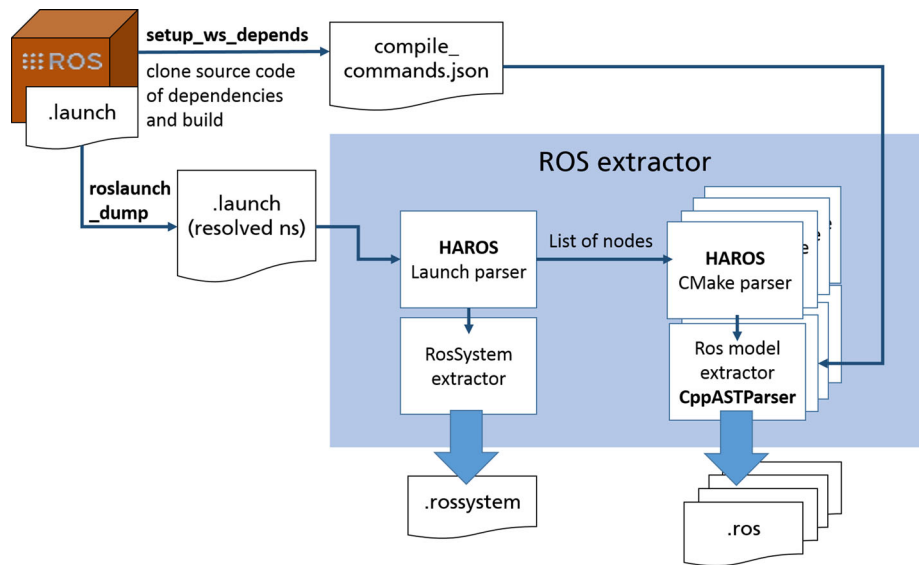 setup_ws_depends
ROS
clone source code
of dependencies
and build
compile_
commands.json
.launch
roslaunch
_dump
.launch
(resolved ns)
ROS extractor
HAROS
Launch parser
List of nodes
HAROS
CMake parser
e
RosSystem
extractor
Ros model
extractor
CppASTParser
.rossystem
.ros